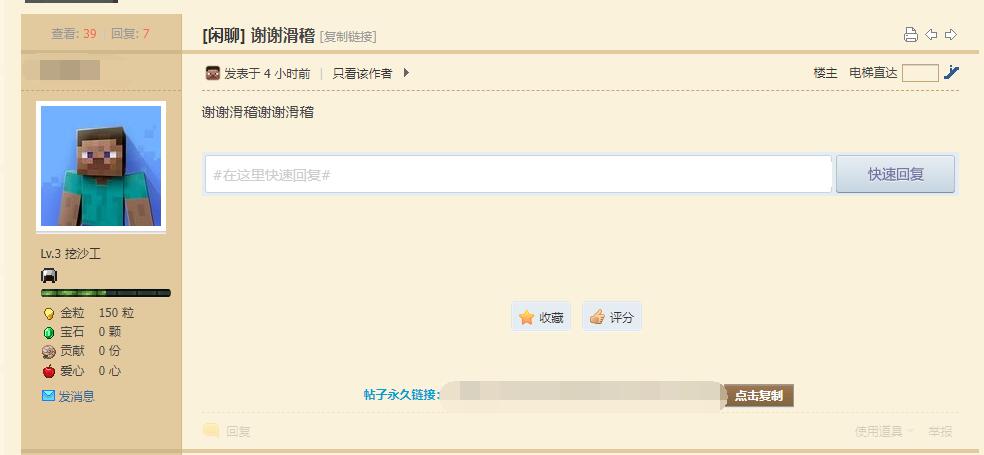 查看: 39 回复: 7
[闲聊] 谢谢滑稽 [复制链接]
发表于 4 小时前 | 只看该作者
楼主 电梯直达
谢谢滑稽谢谢滑稽
#在这里快速回复#
快速回复
Lv.3 挖沙工
金粒 150 粒
宝石 0 颗
贡献 0 份
爱心 0 心
发消息
收藏
评分
帖子永久链接:
点击复制
回复
使用道具 举报